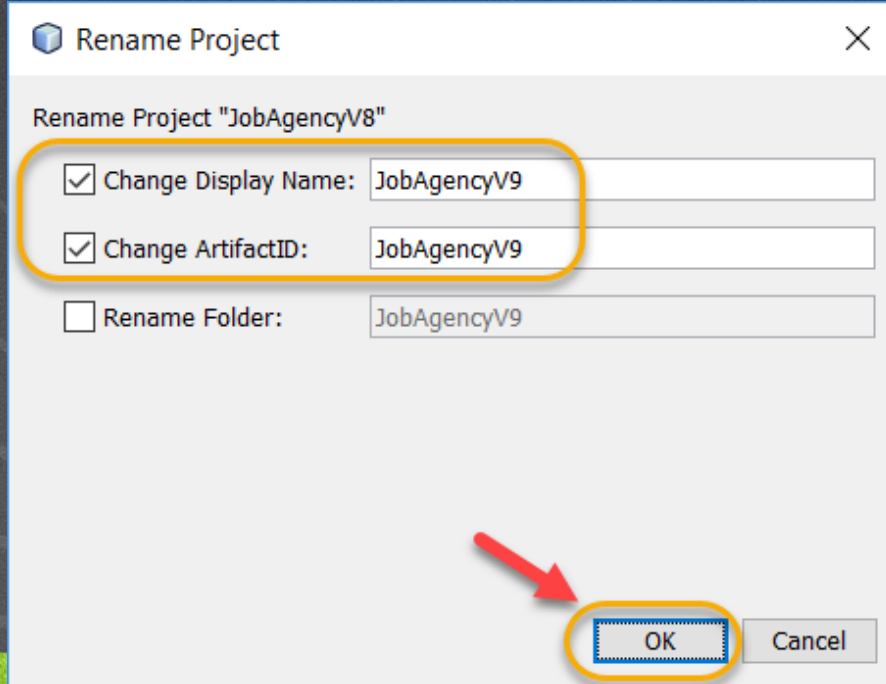 Rename Project
Rename Project "JobAgencyV8"
Change Display Name: JobAgencyV9
Change ArtifactID: JobAgencyV9
Rename Folder: JobAgencyV9
OK Cancel